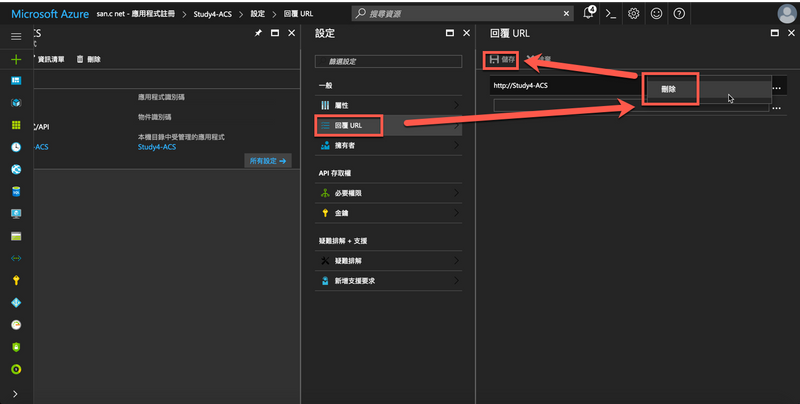 Microsoft Azure san.c net - 應用程式註冊 > Study4-ACS > 設定 > 回覆 URL
搜尋資源
4
CS
資訊清單 刪除
應用程式識別碼
物件識別碼
C/API
本機目錄中受管理的應用程式
-ACS Study4-ACS
所有設定 →
設定
篩選設定
一般
屬性
回覆 URL
擁有者
API 存取權
必要權限
金鑰
疑難排解 + 支援
疑難排解
新增支援要求
回覆 URL
儲存
http://Study4-ACS
刪除
...
...